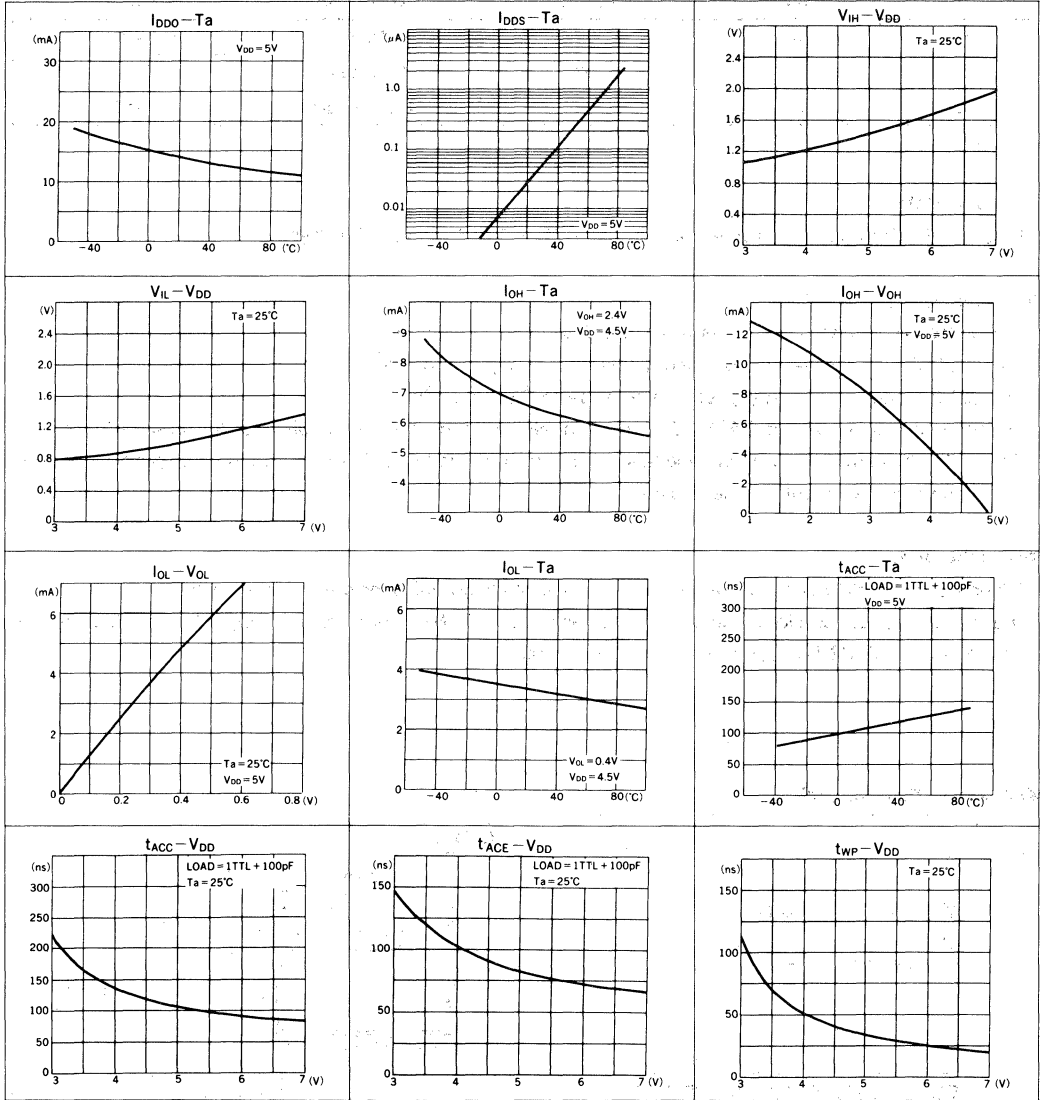 IDDO－Ta
(mA)
VDD＝5V
30
20
10
0
−40 0 40 80 (℃)
IDDS－Ta
(μA)
1.0
0.1
0.01
VDD＝5V
−40 0 40 80 (℃)
VIH－VDD
(V)
Ta＝25℃
2.4
2.0
1.6
1.2
0.8
0.4
0
3 4 5 6 7 (V)
VIL－VDD
(V)
Ta＝25℃
2.4
2.0
1.6
1.2
0.8
0.4
0
3 4 5 6 7 (V)
IOH－Ta
(mA)
VOH＝2.4V
VDD＝4.5V
−9
−8
−7
−6
−5
−4
−40 0 40 80 (℃)
IOH－VOH
(mA)
Ta＝25℃
VDD＝5V
−12
−10
−8
−6
−4
−2
0
1 2 3 4 5(V)
IOL－VOL
(mA)
6
4
2
Ta＝25℃
VDD＝5V
0
0 0.2 0.4 0.6 0.8 (V)
IOL－Ta
(mA)
6
4
2
VOL＝0.4V
VDD＝4.5V
0
−40 0 40 80 (℃)
tACC－Ta
(ns)
LOAD＝1TTL＋100pF
VDD＝5V
300
250
200
150
100
50
0
−40 0 40 80 (℃)
tACC－VDD
(ns)
LOAD＝1TTL＋100pF
Ta＝25℃
300
250
200
150
100
50
0
3 4 5 6 7 (V)
tACE－VDD
(ns)
LOAD＝1TTL＋100pF
Ta＝25℃
150
100
50
0
3 4 5 6 7 (V)
tWP－VDD
(ns)
Ta＝25℃
150
100
50
0
3 4 5 6 7 (V)